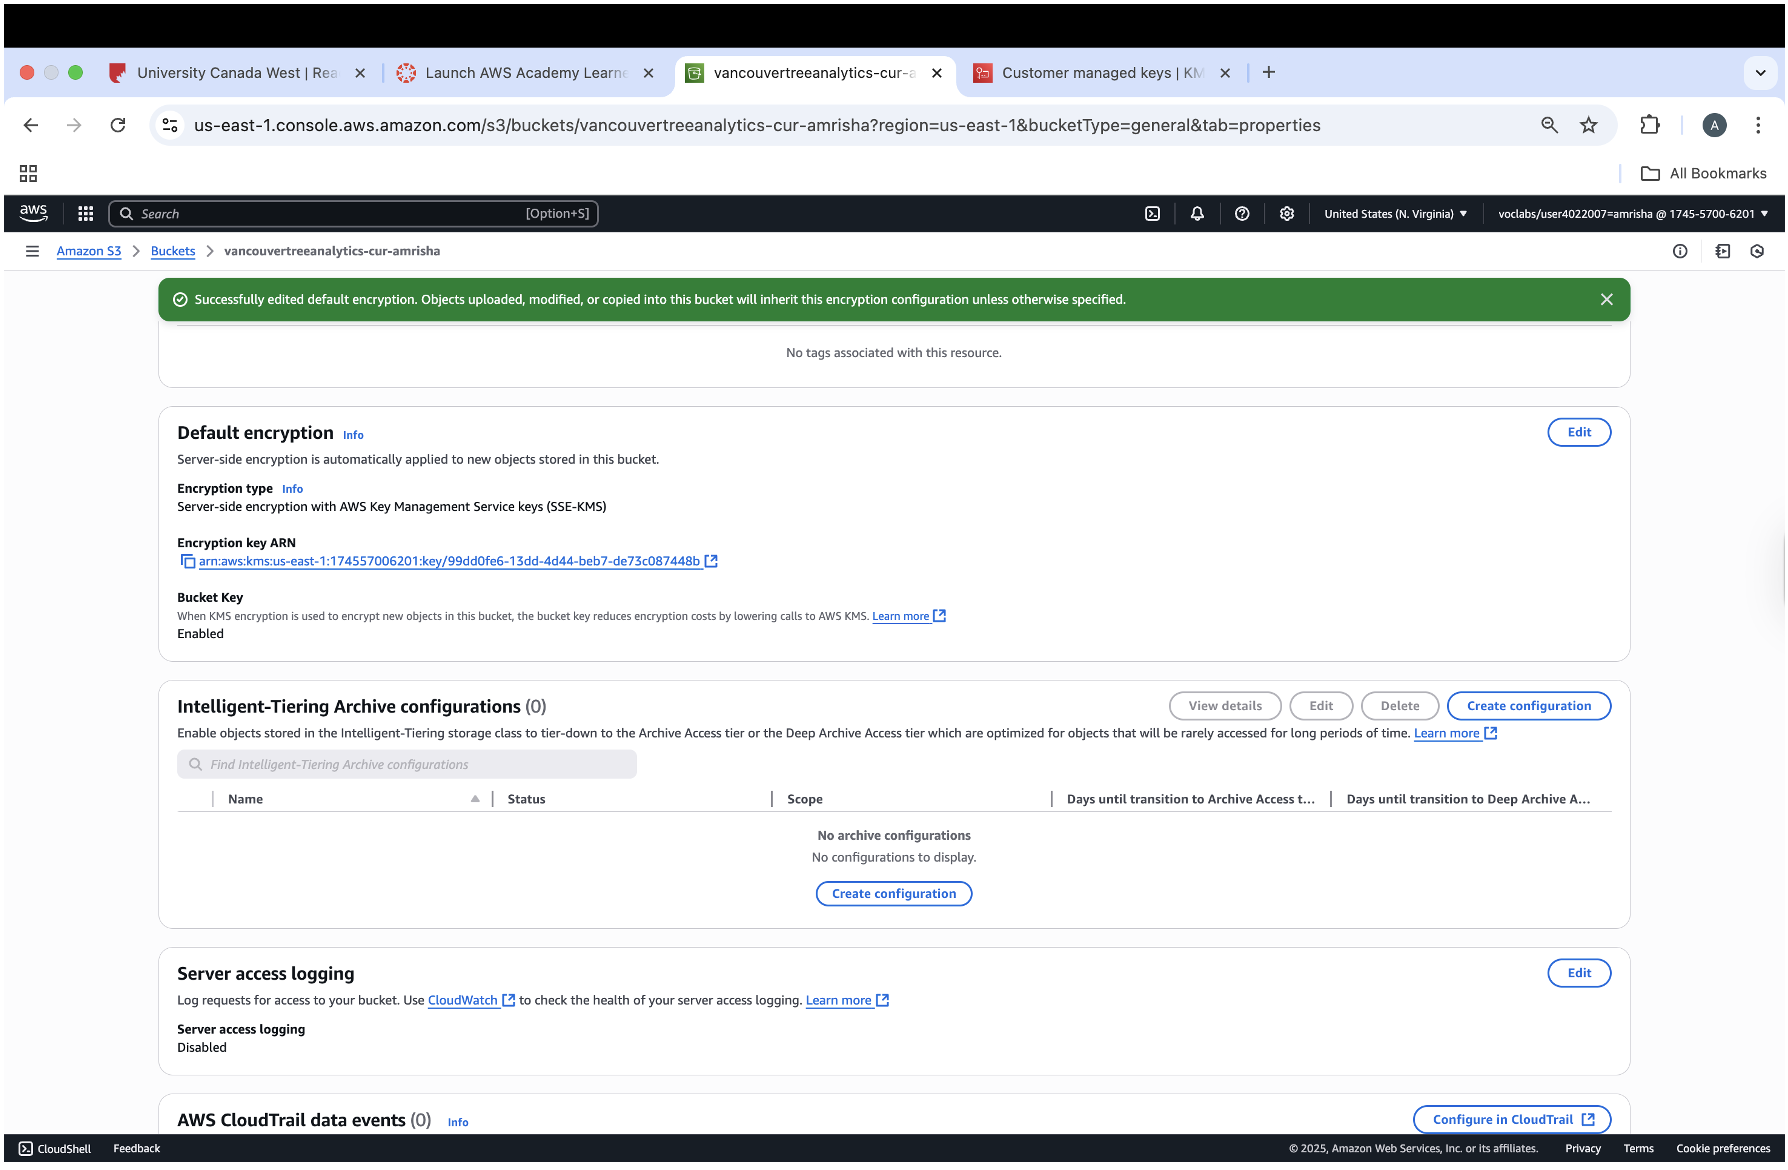 University Canada West | Rea
Launch AWS Academy Learne
vancouvertreeanalytics-cur-a
Customer managed keys | KM
us-east-1.console.aws.amazon.com/s3/buckets/vancouvertreeanalytics-cur-amrisha?region=us-east-1&bucketType=general&tab=properties
A
All Bookmarks
aws
Search
[Option+S]
United States (N. Virginia)
voclabs/user4022007=amrisha @ 1745-5700-6201
Amazon S3
Buckets
vancouvertreeanalytics-cur-amrisha
Successfully edited default encryption. Objects uploaded, modified, or copied into this bucket will inherit this encryption configuration unless otherwise specified.
No tags associated with this resource.
Default encryption Info
Edit
Server-side encryption is automatically applied to new objects stored in this bucket.
Encryption type Info
Server-side encryption with AWS Key Management Service keys (SSE-KMS)
Encryption key ARN
arn:aws:kms:us-east-1:174557006201:key/99dd0fe6-13dd-4d44-beb7-de73c087448b
Bucket Key
When KMS encryption is used to encrypt new objects in this bucket, the bucket key reduces encryption costs by lowering calls to AWS KMS. Learn more
Enabled
Intelligent-Tiering Archive configurations (0)
View details
Edit
Delete
Create configuration
Enable objects stored in the Intelligent-Tiering storage class to tier-down to the Archive Access tier or the Deep Archive Access tier which are optimized for objects that will be rarely accessed for long periods of time. Learn more
Find Intelligent-Tiering Archive configurations
Name
Status
Scope
Days until transition to Archive Access t...
Days until transition to Deep Archive A...
No archive configurations
No configurations to display.
Create configuration
Server access logging
Edit
Log requests for access to your bucket. Use CloudWatch to check the health of your server access logging. Learn more
Server access logging
Disabled
AWS CloudTrail data events (0) Info
Configure in CloudTrail
CloudShell
Feedback
© 2025, Amazon Web Services, Inc. or its affiliates.
Privacy
Terms
Cookie preferences